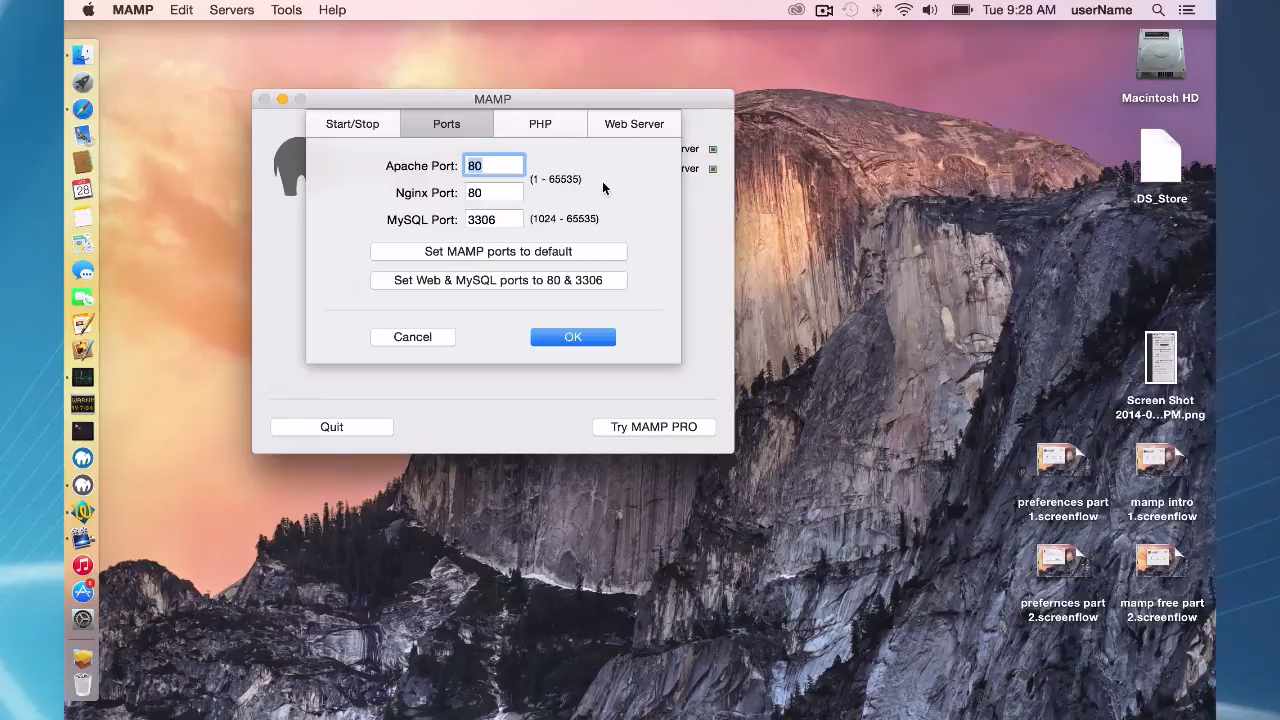 MAMP Edit Servers Tools Help
Tue 9:28 AM userName
MAMP
Start/Stop Ports PHP Web Server
Apache Port: 80
(1 - 65535)
Nginx Port: 80
MySQL Port: 3306 (1024 - 65535)
rver
rver
Set MAMP ports to default
Set Web & MySQL ports to 80 & 3306
Cancel OK
Quit Try MAMP PRO
Macintosh HD
.DS_Store
Screen Shot
2014-0...PM.png
preferences part
1.screenflow
mamp intro
1.screenflow
prefernces part
2.screenflow
mamp free part
2.screenflow
28